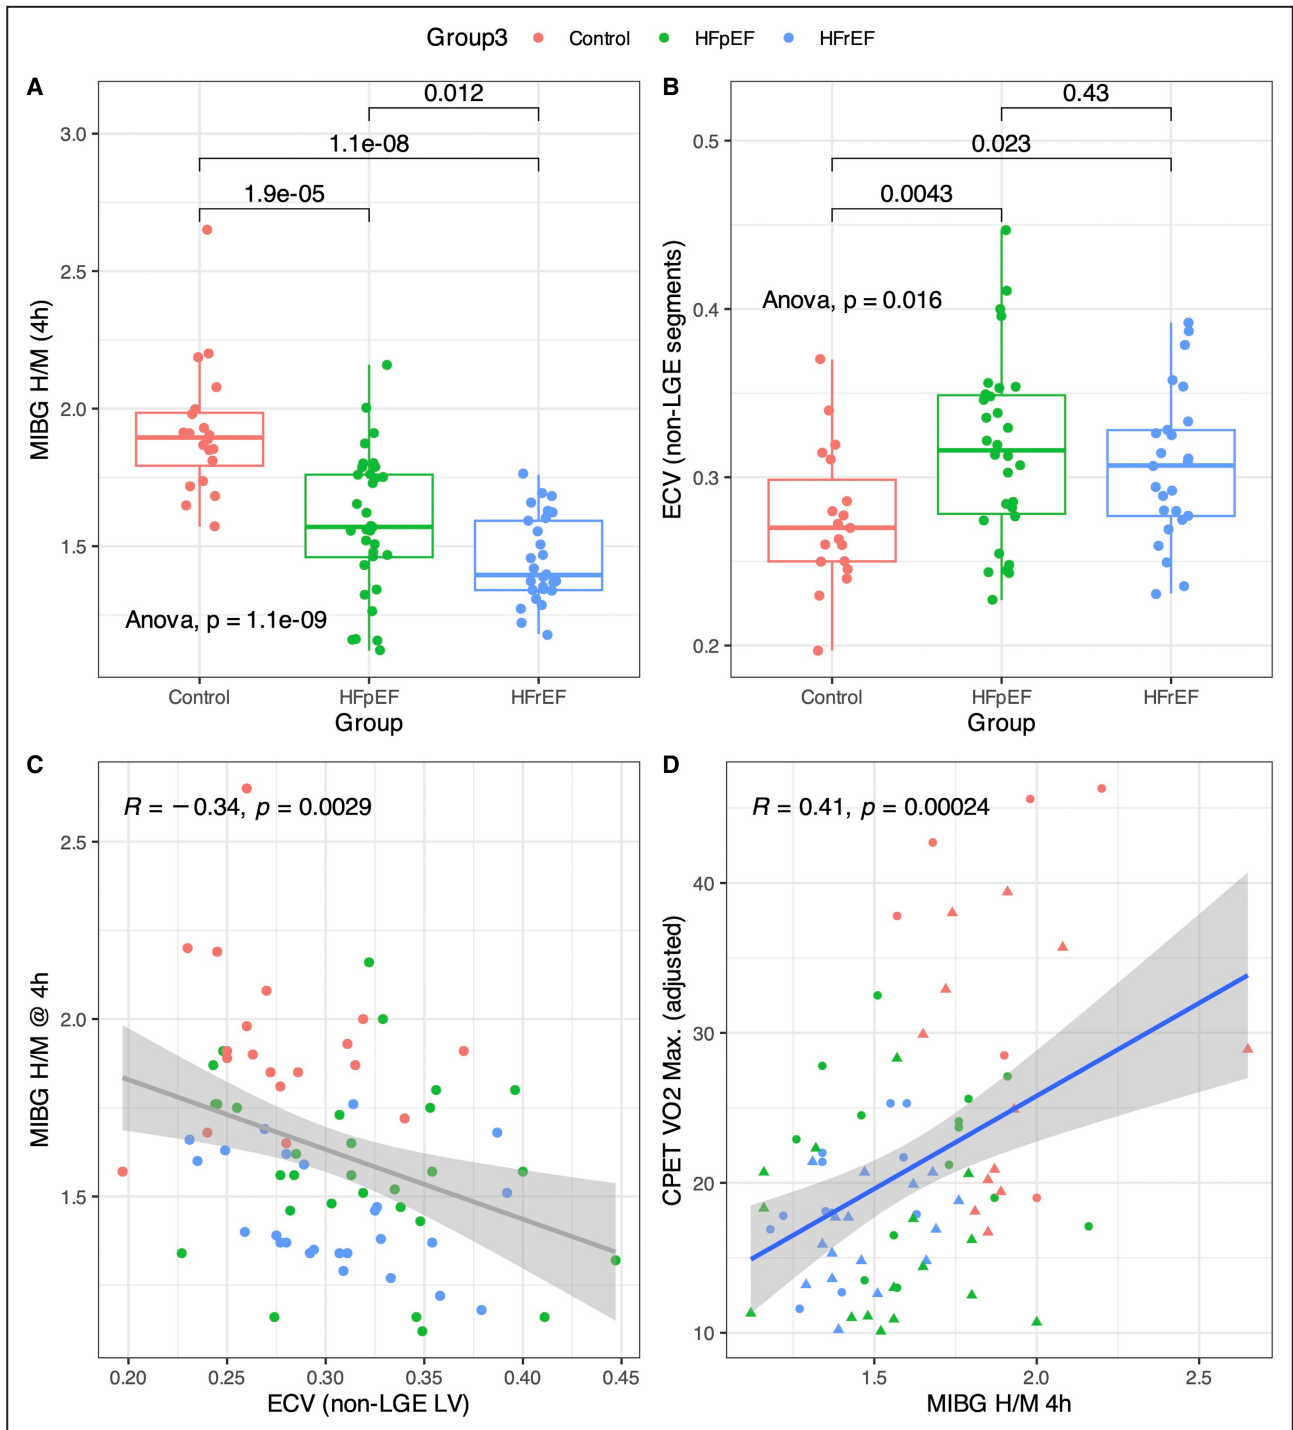 Group3 Control HFpEF HFrEF
A
0.012
1.1e-08
1.9e-05
3.0
2.5
2.0
1.5
MIBG H/M (4h)
Anova, p = 1.1e-09
Control HFpEF HFrEF
Group
B
0.43
0.023
0.0043
0.5
0.4
0.3
0.2
ECV (non-LGE segments)
Anova, p = 0.016
Control HFpEF HFrEF
Group
C
R = −0.34, p = 0.0029
2.5
2.0
1.5
MIBG H/M @ 4h
0.20 0.25 0.30 0.35 0.40 0.45
ECV (non-LGE LV)
D
R = 0.41, p = 0.00024
40
30
20
10
CPET VO2 Max. (adjusted)
1.5 2.0 2.5
MIBG H/M 4h